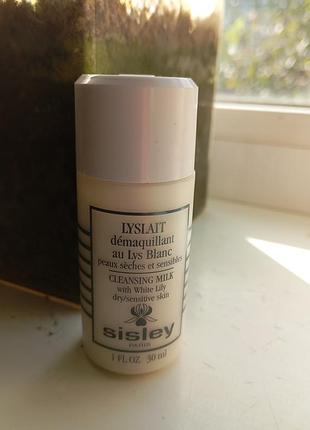 LYSLAIT
démaquillant
au Lys Blanc
peaux sèches et sensibles
CLEANSING MILK
with White Lily
dry/sensitive skin
sisley
PARIS
1 FL.OZ 30 ml